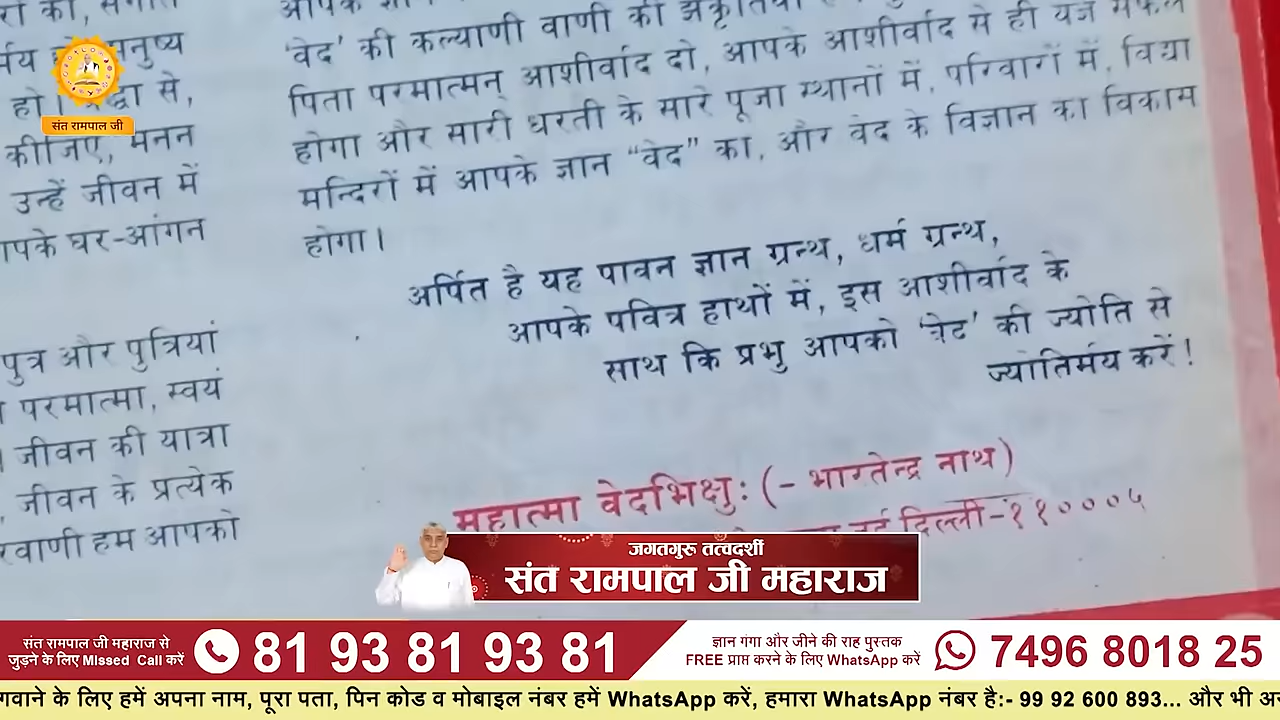 संत रामपाल जी
मनुष्य
हो। श्रद्धा से,
कीजिए, मनन
उन्हें जीवन में
आपके घर-आंगन
पुत्र और पुत्रियां
परमात्मा, स्वयं
जीवन की यात्रा
जीवन के प्रत्येक
हम आपको
'वेद' की कल्याणी वाणी की
पिता परमात्मन् आशीर्वाद दो, आपके आशीर्वाद से ही यज्ञ सफल
होगा और सारी धरती के सारे पूजा स्थानों में, परिवारों में, विद्या
मन्दिरों में आपके ज्ञान "वेद" का, और वेद के विज्ञान का विकास
होगा।
अर्पित है यह पावन ज्ञान ग्रन्थ, धर्म ग्रन्थ,
आपके पवित्र हाथों में, इस आशीर्वाद के
साथ कि प्रभु आपको 'वेद' की ज्योति से
ज्योतिर्मय करें!
महात्मा वेदभिक्षुः (- भारतेन्द्र नाथ)
नई दिल्ली-११०००५
जगतगुरू तत्वदर्शी
संत रामपाल जी महाराज
संत रामपाल जी महाराज से
जुड़ने के लिए Missed Call करें
81 93 81 93 81
ज्ञान गंगा और जीने की राह पुस्तक
FREE प्राप्त करने के लिए WhatsApp करें
7496 8018 25
गवाने के लिए हमें अपना नाम, पूरा पता, पिन कोड व मोबाइल नंबर हमें WhatsApp करें, हमारा WhatsApp नंबर है:- 99 92 600 893... और भी